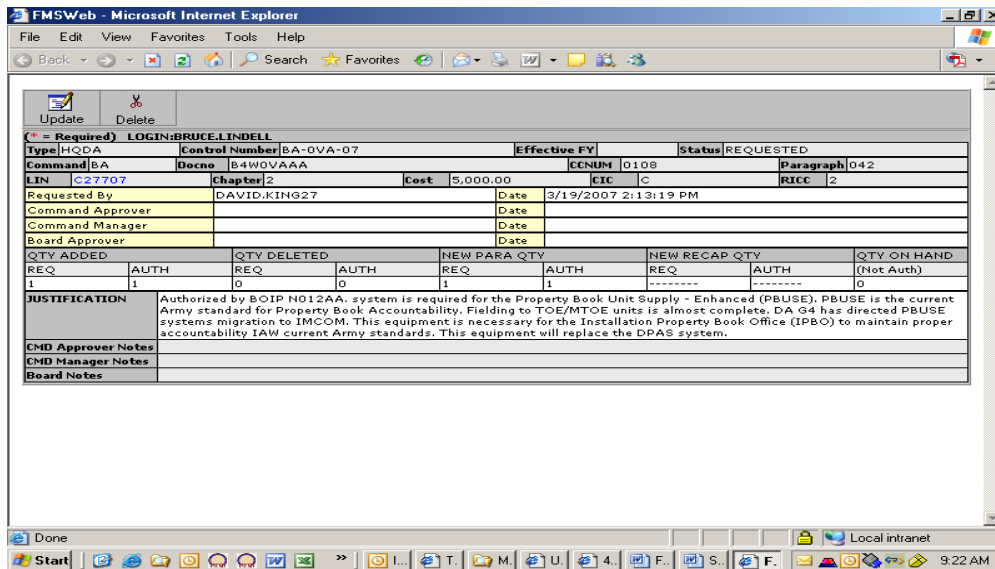 FMSWeb - Microsoft Internet Explorer
File Edit View Favorites Tools Help
Back Search Favorites
Update Delete
(* = Required) LOGIN:BRUCE.LINDELL
Type HQDA Control Number BA-0VA-07 Effective FY Status REQUESTED
Command BA Docno B4W0VAAA CCNUM 0108 Paragraph 042
LIN C27707 Chapter 2 Cost 5,000.00 CIC C RICC 2
Requested By DAVID.KING27 Date 3/19/2007 2:13:19 PM
Command Approver Date
Command Manager Date
Board Approver Date
QTY ADDED QTY DELETED NEW PARA QTY NEW RECAP QTY QTY ON HAND
REQ AUTH REQ AUTH REQ AUTH REQ AUTH (Not Auth)
1 1 0 0 1 1 -------- -------- 0
JUSTIFICATION Authorized by BOIP N012AA. system is required for the Property Book Unit Supply - Enhanced (PBUSE). PBUSE is the current
Army standard for Property Book Accountability. Fielding to TOE/MTOE units is almost complete. DA G4 has directed PBUSE
systems migration to IMCOM. This equipment is necessary for the Installation Property Book Office (IPBO) to maintain proper
accountability IAW current Army standards. This equipment will replace the DPAS system.
CMD Approver Notes
CMD Manager Notes
Board Notes
Done Local intranet
Start » I... T. M. U. 4.. F.. S.. F. 9:22 AM